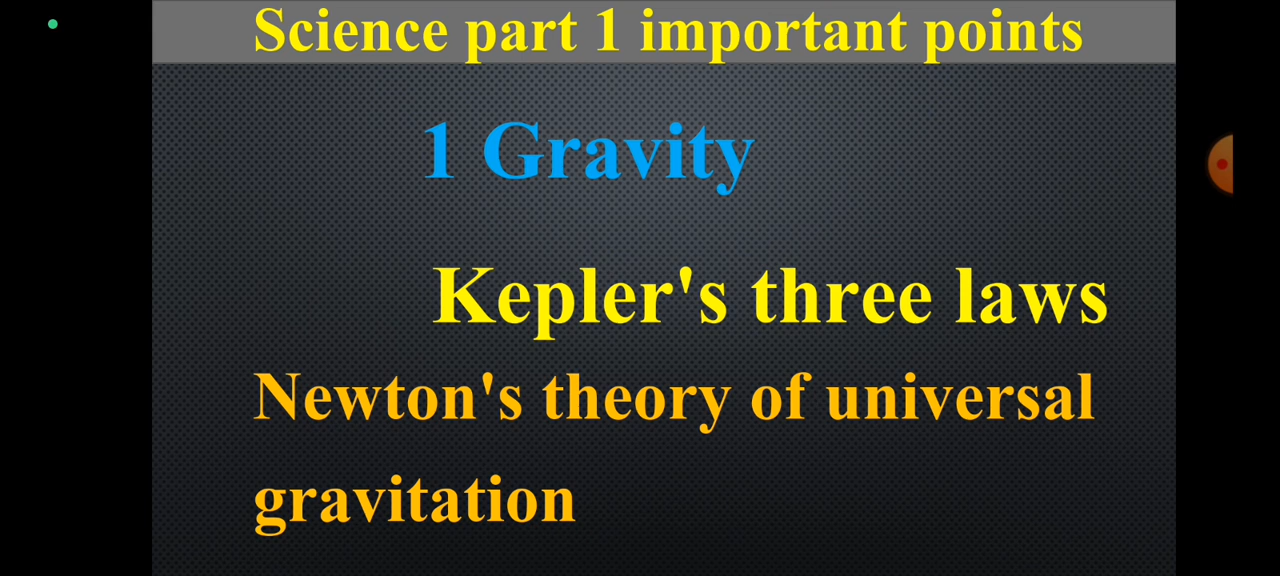 Science part 1 important points
1 Gravity
Kepler's three laws
Newton's theory of universal
gravitation